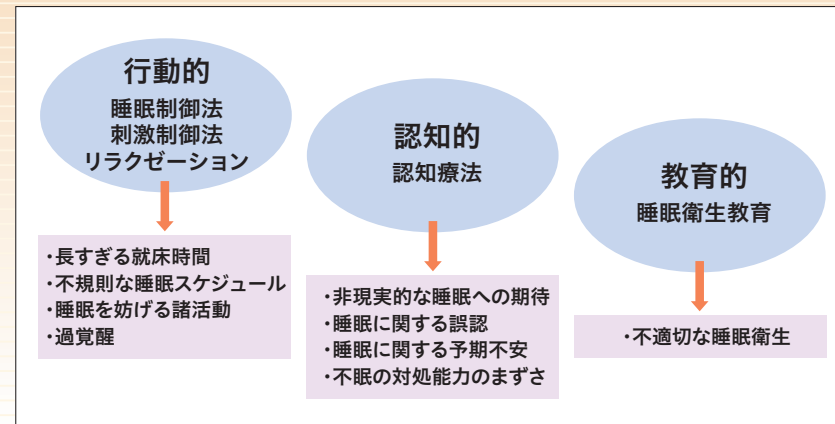 行動的
睡眠制御法
刺激制御法
リラクゼーション
・長すぎる就床時間
・不規則な睡眠スケジュール
・睡眠を妨げる諸活動
・過覚醒
認知的
認知療法
・非現実的な睡眠への期待
・睡眠に関する誤認
・睡眠に関する予期不安
・不眠の対処能力のまずさ
教育的
睡眠衛生教育
・不適切な睡眠衛生